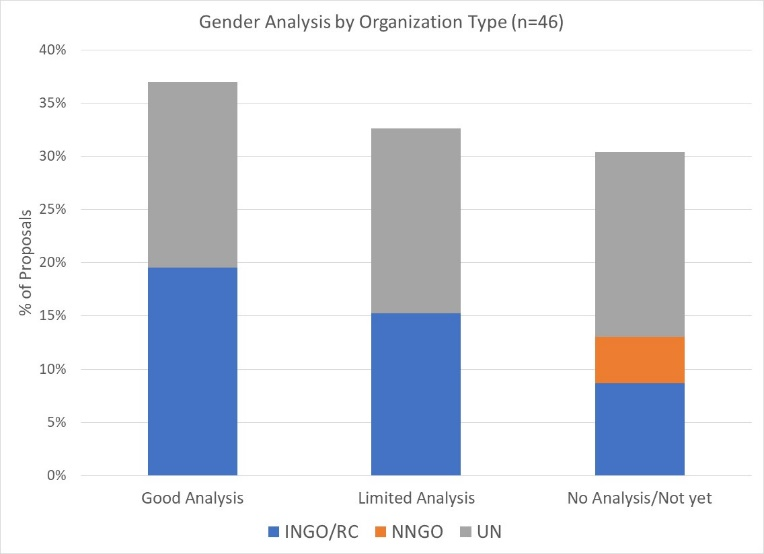 Gender Analysis by Organization Type (n=46)
40%
35%
30%
25%
20%
15%
10%
5%
0%
% of Proposals
Good Analysis
Limited Analysis
No Analysis/Not yet
INGO/RC
NNGO
UN